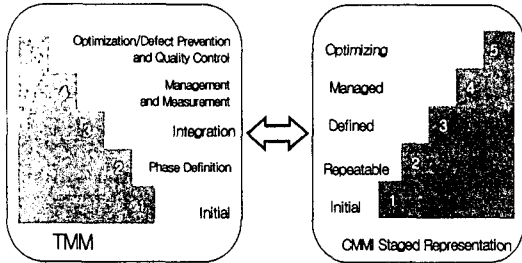 Optimization/Defect Prevention
and Quality Control
Management
and Measurement
Integration
Phase Definition
Initial
3
2
TMM
Optimizing
Managed
Defined
Repeatable
Initial
5
4
3
2
1
CMMI Staged Representation